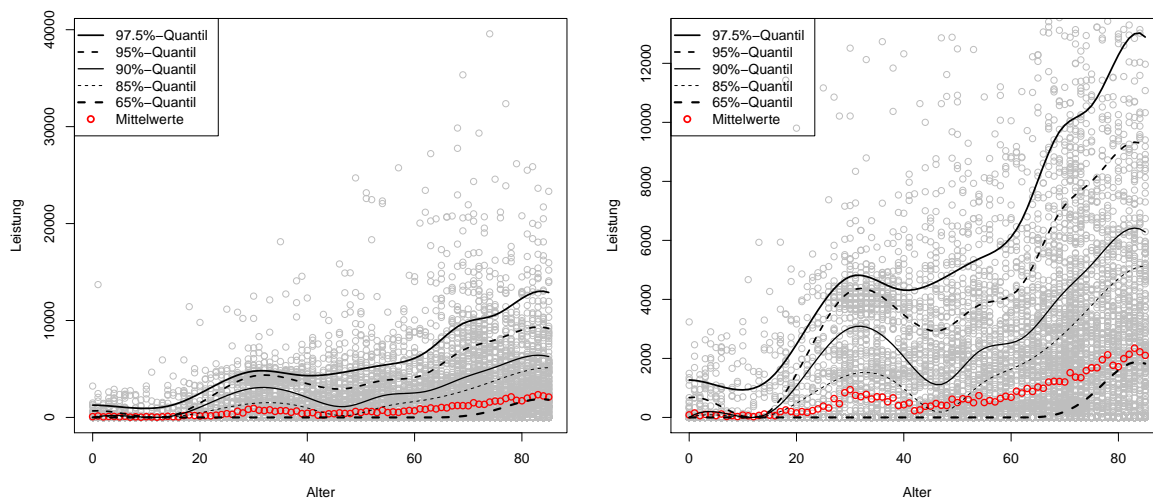 97.5%−Quantil
95%−Quantil
90%−Quantil
85%−Quantil
65%−Quantil
Mittelwerte
40000
30000
20000
10000
0
Leistung
0 20 40 60 80
Alter
97.5%−Quantil
95%−Quantil
90%−Quantil
85%−Quantil
65%−Quantil
Mittelwerte
12000
10000
8000
6000
4000
2000
0
Leistung
0 20 40 60 80
Alter